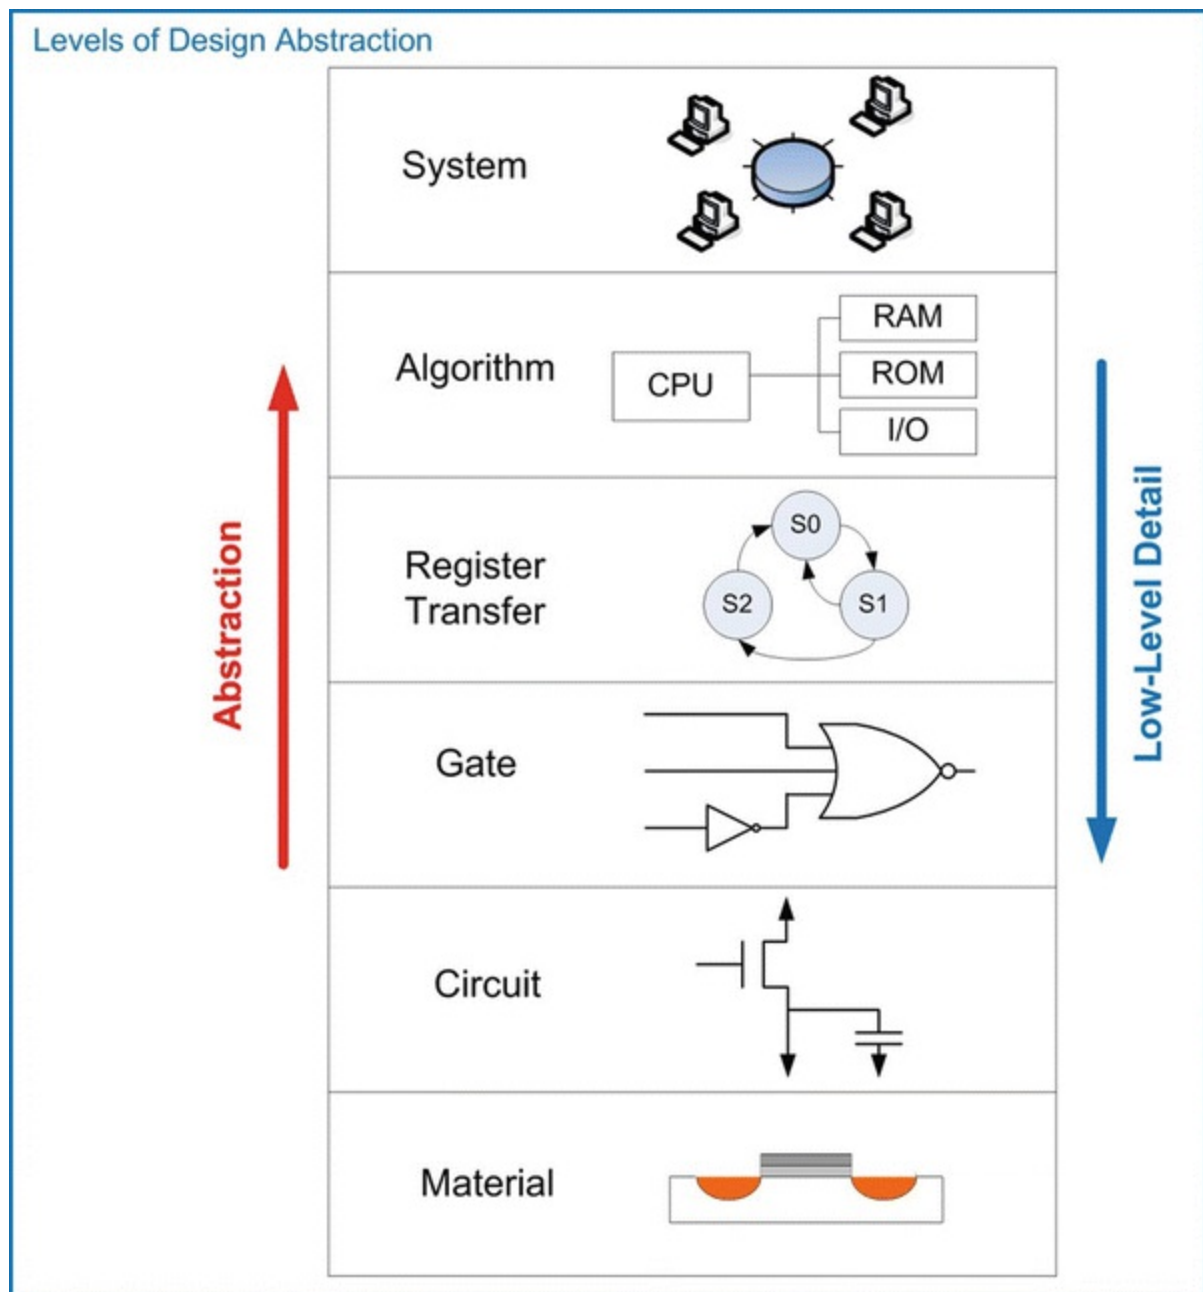 Levels of Design Abstraction
System
Algorithm
CPU
RAM
ROM
I/O
Abstraction
Low-Level Detail
Register
Transfer
S0
S2
S1
Gate
Circuit
Material